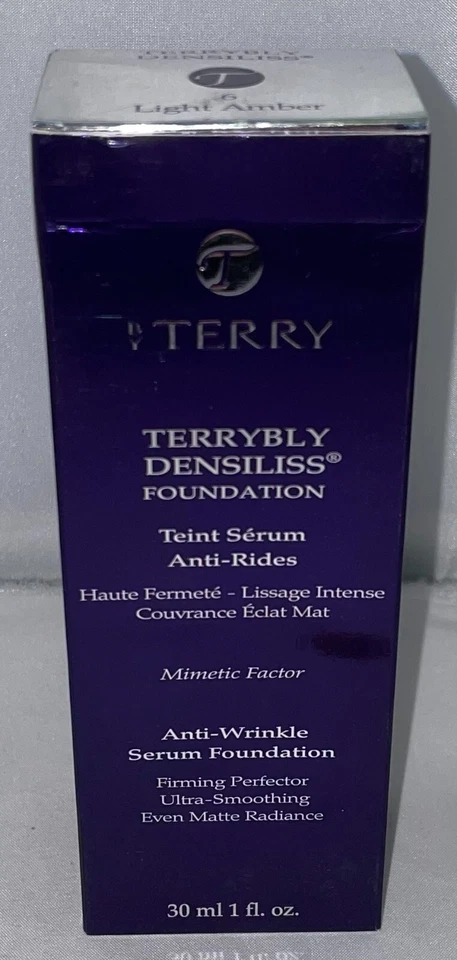 TERRYBLY
DENSILISS®
T
6
Light Amber
T
BY TERRY
TERRYBLY
DENSILISS®
FOUNDATION
Teint Sérum
Anti-Rides
Haute Fermeté - Lissage Intense
Couvrance Éclat Mat
Mimetic Factor
Anti-Wrinkle
Serum Foundation
Firming Perfector
Ultra-Smoothing
Even Matte Radiance
30 ml 1 fl. oz.